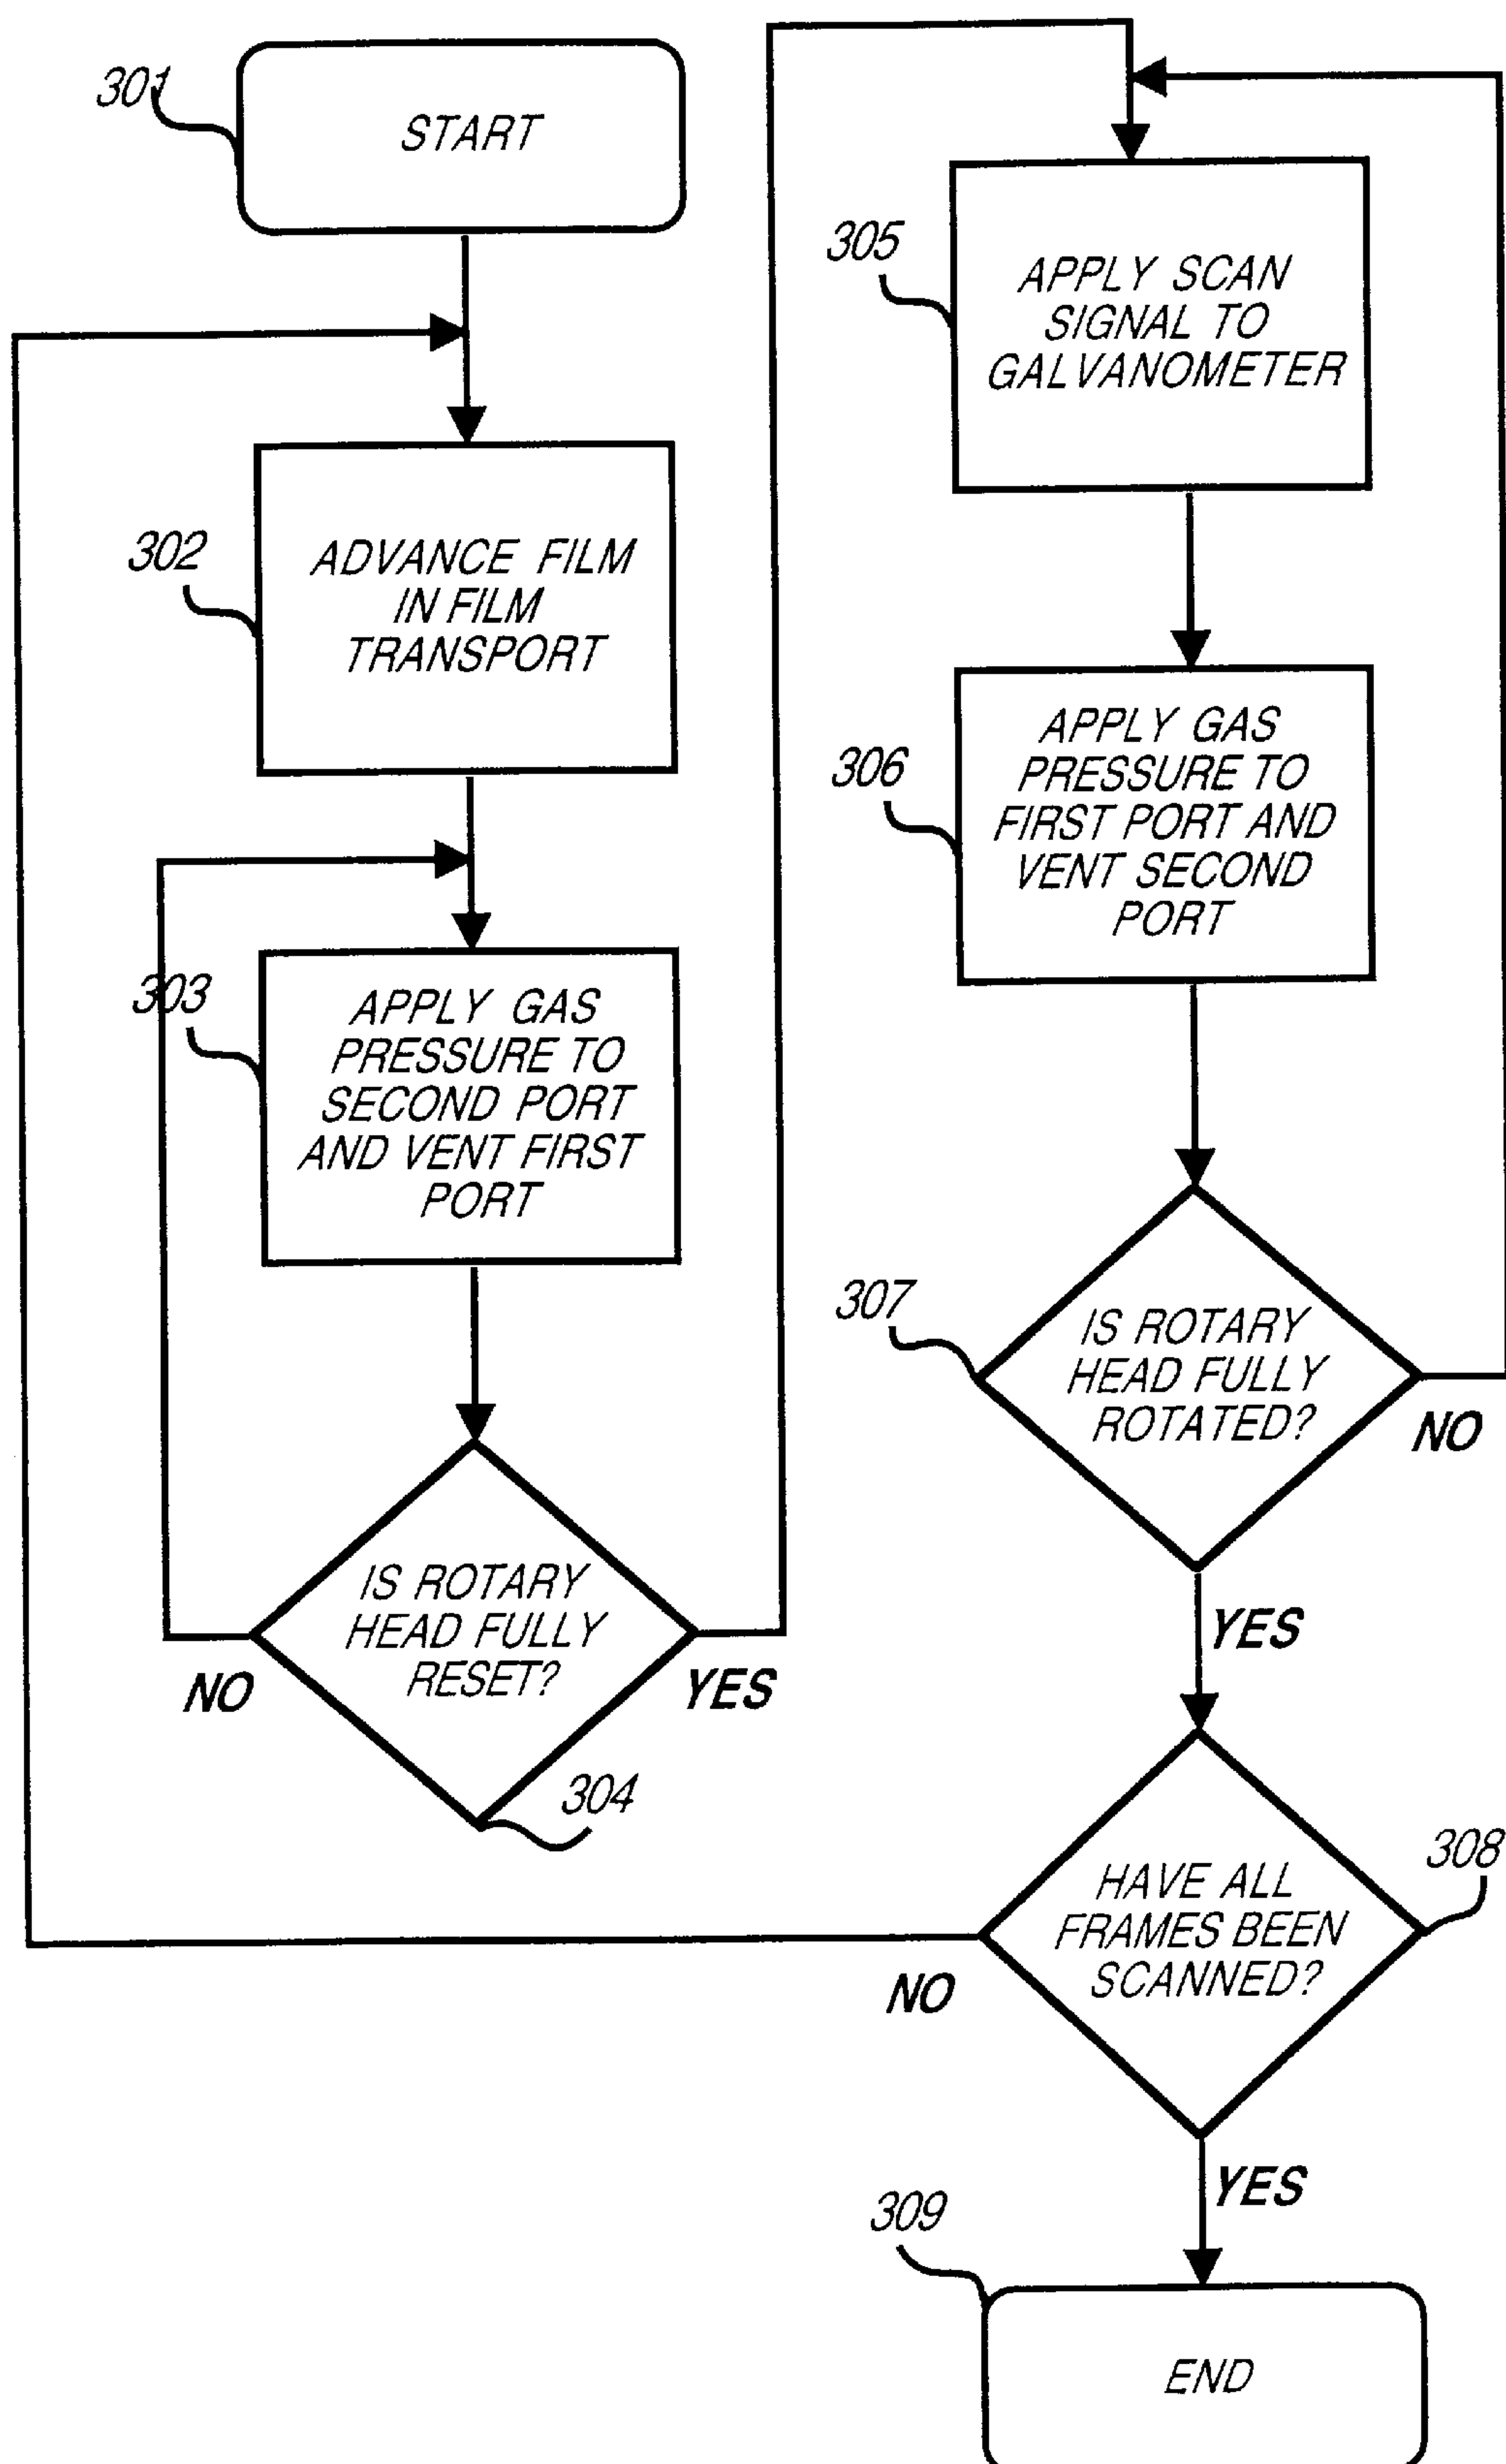 301
START
302
ADVANCE FILM
IN FILM
TRANSPORT
303
APPLY GAS
PRESSURE TO
SECOND PORT
AND VENT FIRST
PORT
IS ROTARY
HEAD FULLY
RESET?
NO
YES
304
305
APPLY SCAN
SIGNAL TO
GALVANOMETER
306
APPLY GAS
PRESSURE TO
FIRST PORT AND
VENT SECOND
PORT
307
IS ROTARY
HEAD FULLY
ROTATED?
NO
YES
308
HAVE ALL
FRAMES BEEN
SCANNED?
NO
YES
309
END